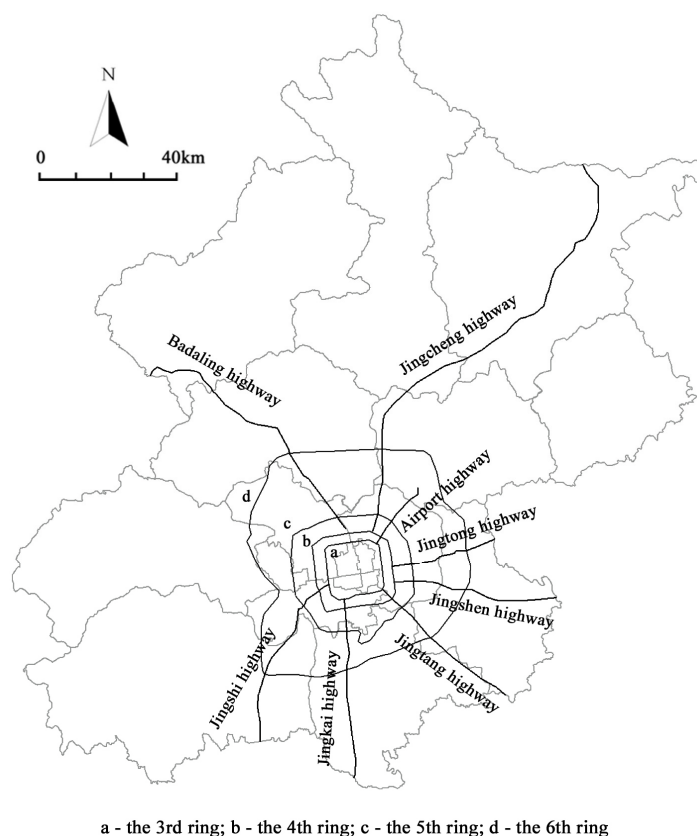 N
0 40km
Badaling highway
Jingcheng highway
Airport highway
d
c
Jingtong highway
b
a
Jingshen highway
Jingshi highway
Jingkai highway
Jingtang highway
a - the 3rd ring; b - the 4th ring; c - the 5th ring; d - the 6th ring